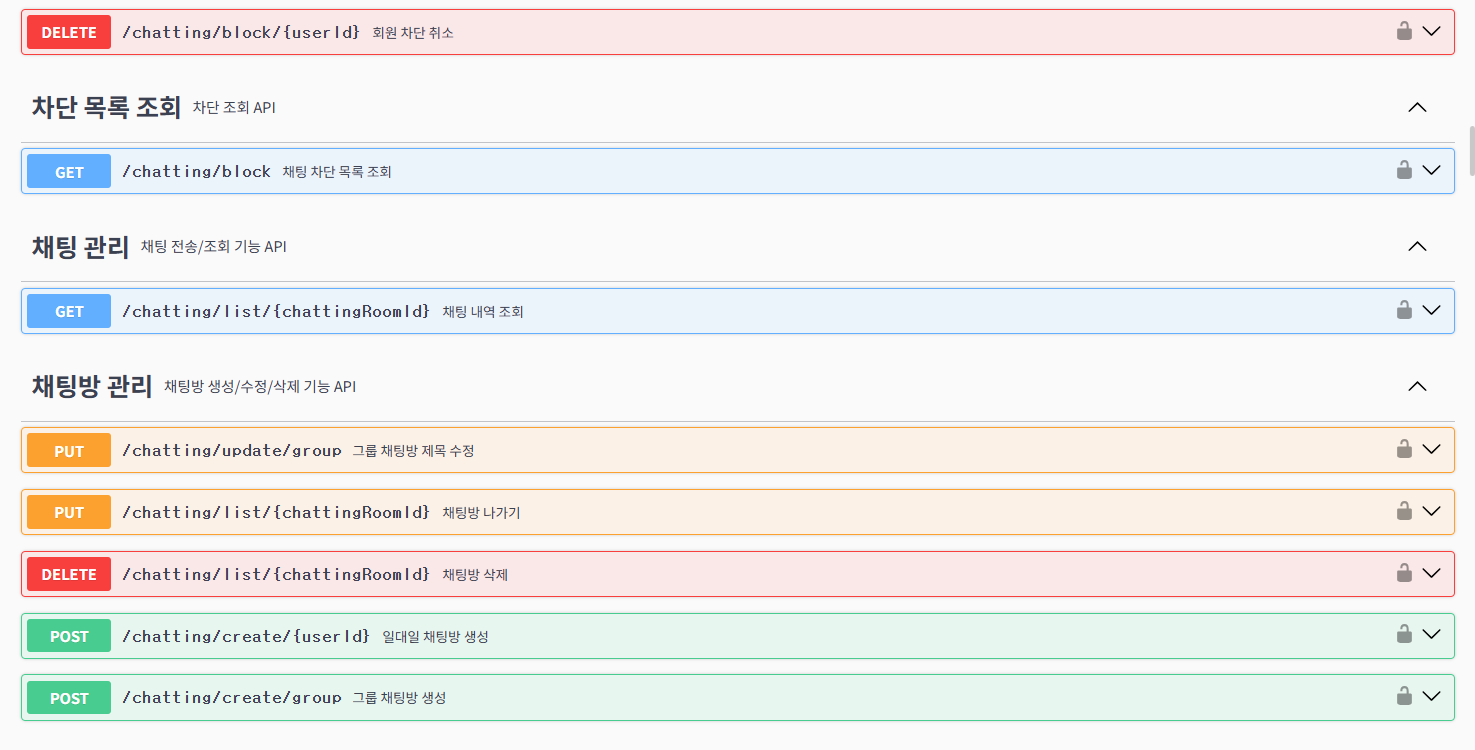 DELETE /chatting/block/{userId} 회원 차단 취소
차단 목록 조회 차단 조회 API
GET /chatting/block 채팅 차단 목록 조회
채팅 관리 채팅 전송/조회 기능 API
GET /chatting/list/{chattingRoomId} 채팅 내역 조회
채팅방 관리 채팅방 생성/수정/삭제 기능 API
PUT /chatting/update/group 그룹 채팅방 제목 수정
PUT /chatting/list/{chattingRoomId} 채팅방 나가기
DELETE /chatting/list/{chattingRoomId} 채팅방 삭제
POST /chatting/create/{userId} 일대일 채팅방 생성
POST /chatting/create/group 그룹 채팅방 생성